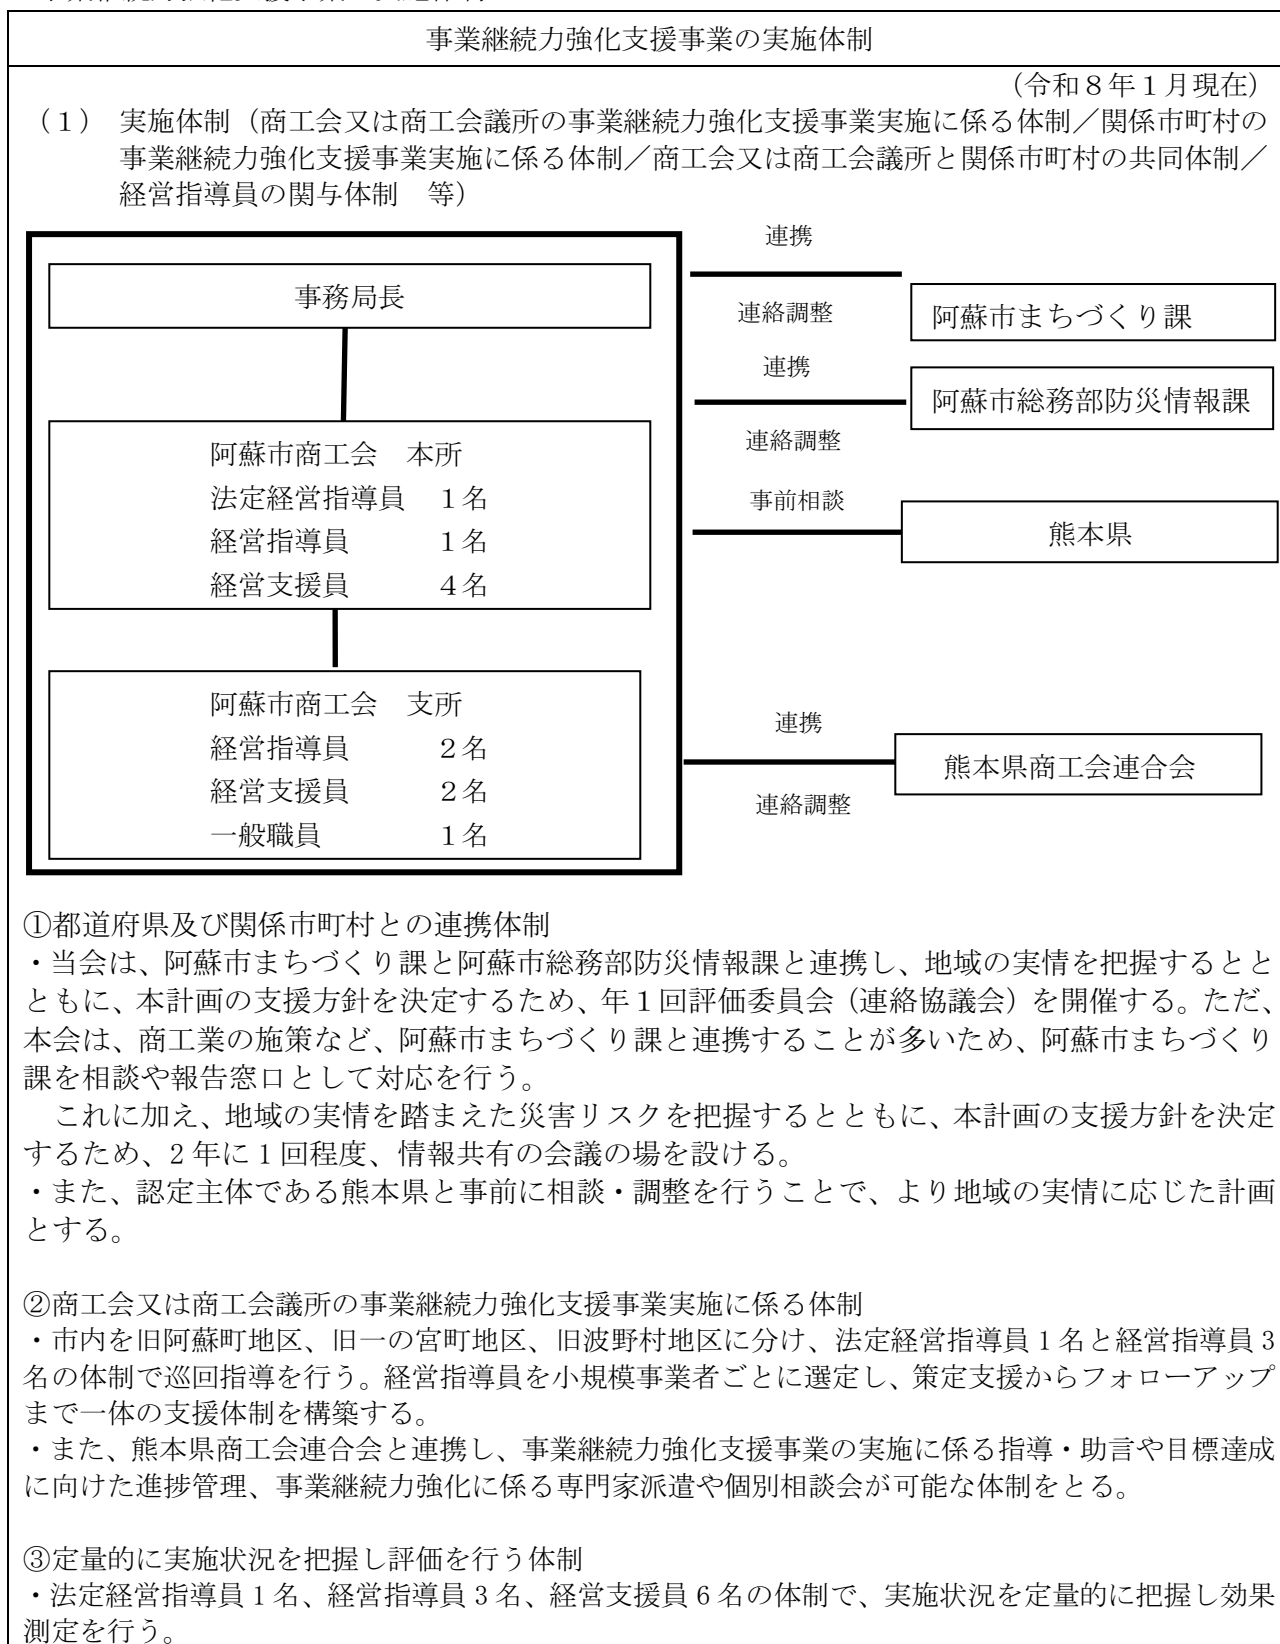 事業継続力強化支援事業の実施体制
（令和８年１月現在）
（１）　実施体制（商工会又は商工会議所の事業継続力強化支援事業実施に係る体制／関係市町村の
事業継続力強化支援事業実施に係る体制／商工会又は商工会議所と関係市町村の共同体制／
経営指導員の関与体制　等）
事務局長
阿蘇市商工会　本所
法定経営指導員　１名
経営指導員　１名
経営支援員　４名
阿蘇市商工会　支所
経営指導員　２名
経営支援員　２名
一般職員　１名
連携
連絡調整
阿蘇市まちづくり課
連携
阿蘇市総務部防災情報課
連絡調整
事前相談
熊本県
連携
熊本県商工会連合会
連絡調整
①都道府県及び関係市町村との連携体制
・当会は、阿蘇市まちづくり課と阿蘇市総務部防災情報課と連携し、地域の実情を把握するとと
ともに、本計画の支援方針を決定するため、年１回評価委員会（連絡協議会）を開催する。ただ、
本会は、商工業の施策など、阿蘇市まちづくり課と連携することが多いため、阿蘇市まちづくり
課を相談や報告窓口として対応を行う。
　これに加え、地域の実情を踏まえた災害リスクを把握するとともに、本計画の支援方針を決定
するため、2 年に 1 回程度、情報共有の会議の場を設ける。
・また、認定主体である熊本県と事前に相談・調整を行うことで、より地域の実情に応じた計画
とする。
②商工会又は商工会議所の事業継続力強化支援事業実施に係る体制
・市内を旧阿蘇町地区、旧一の宮町地区、旧波野村地区に分け、法定経営指導員 1 名と経営指導員 3
名の体制で巡回指導を行う。経営指導員を小規模事業者ごとに選定し、策定支援からフォローアップ
まで一体の支援体制を構築する。
・また、熊本県商工会連合会と連携し、事業継続力強化支援事業の実施に係る指導・助言や目標達成
に向けた進捗管理、事業継続力強化に係る専門家派遣や個別相談会が可能な体制をとる。
③定量的に実施状況を把握し評価を行う体制
・法定経営指導員 1 名、経営指導員 3 名、経営支援員 6 名の体制で、実施状況を定量的に把握し効果
測定を行う。